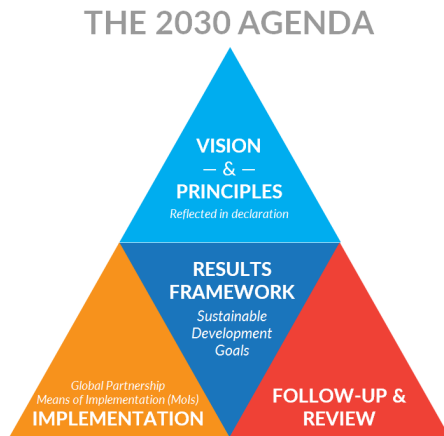 THE 2030 AGENDA
VISION
— & —
PRINCIPLES
Reflected in declaration
RESULTS
FRAMEWORK
Sustainable
Development
Goals
Global Partnership
Means of Implementation (MoIs)
IMPLEMENTATION
FOLLOW-UP &
REVIEW